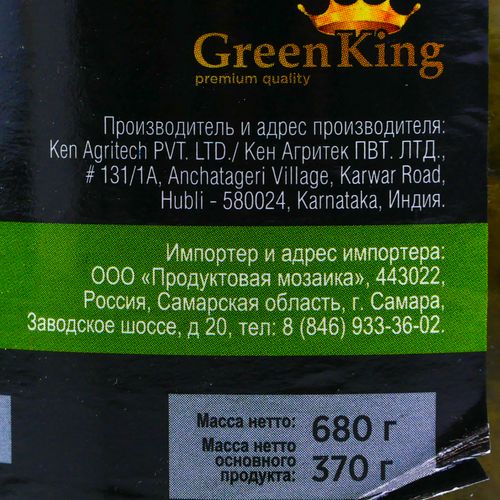 Green King
premium quality
Производитель и адрес производителя:
Ken Agritech PVT. LTD./ Кен Агритек ПВТ. ЛТД.,
# 131/1A, Anchatageri Village, Karwar Road,
Hubli - 580024, Karnataka, Индия.
Импортер и адрес импортера:
ООО «Продуктовая мозаика», 443022,
Россия, Самарская область, г. Самара,
Заводское шоссе, д 20, тел: 8 (846) 933-36-02.
Масса нетто: 680 г
Масса нетто
основного
продукта: 370 г